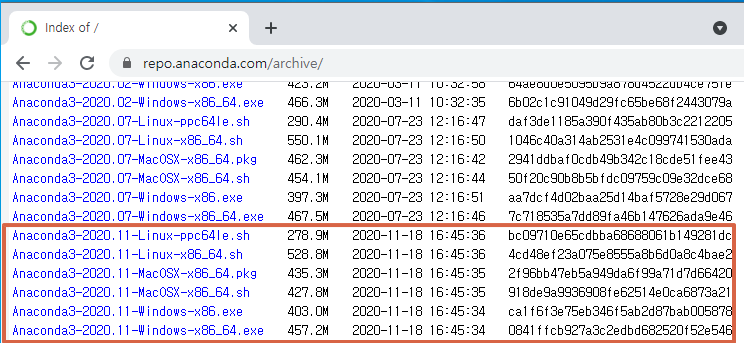 Index of /
repo.anaconda.com/archive/
Anaconda3-2020.02-Windows-x86.exe 423.2M 2020-03-11 10:32:58
Anaconda3-2020.02-Windows-x86_64.exe 466.3M 2020-03-11 10:32:35 6b02c1c91049d29fc65be68f2443079a
Anaconda3-2020.07-Linux-ppc64le.sh 290.4M 2020-07-23 12:16:47 daf3de1185a390f435ab80b3c2212205
Anaconda3-2020.07-Linux-x86_64.sh 550.1M 2020-07-23 12:16:50 1046c40a314ab2531e4c099741530ada
Anaconda3-2020.07-MacOSX-x86_64.pkg 462.3M 2020-07-23 12:16:42 2941ddbaf0cdb49b342c18cde51fee43
Anaconda3-2020.07-MacOSX-x86_64.sh 454.1M 2020-07-23 12:16:44 50f20c90b8b5bfdc09759c09e32dce68
Anaconda3-2020.07-Windows-x86.exe 397.3M 2020-07-23 12:16:51 aa7dcf4d02baa25d14baf5728e29d067
Anaconda3-2020.07-Windows-x86_64.exe 467.5M 2020-07-23 12:16:46 7c718535a7dd89fa46b147626ada9e46
Anaconda3-2020.11-Linux-ppc64le.sh 278.9M 2020-11-18 16:45:36 bc09710e65cdbba68688061b149281dc
Anaconda3-2020.11-Linux-x86_64.sh 528.8M 2020-11-18 16:45:36 4cd48ef23a075e8555a8b6d0a8c4bae2
Anaconda3-2020.11-MacOSX-x86_64.pkg 435.3M 2020-11-18 16:45:35 2f96bb47eb5a949da6f99a71d7d66420
Anaconda3-2020.11-MacOSX-x86_64.sh 427.8M 2020-11-18 16:45:35 918de9a9936908fe62514e0ca6873a21
Anaconda3-2020.11-Windows-x86.exe 403.0M 2020-11-18 16:45:34 ca1f6f3e75eb346f5ab2d87bab005878
Anaconda3-2020.11-Windows-x86_64.exe 457.2M 2020-11-18 16:45:34 0841ffcb927a3c2edbd682520f52e546